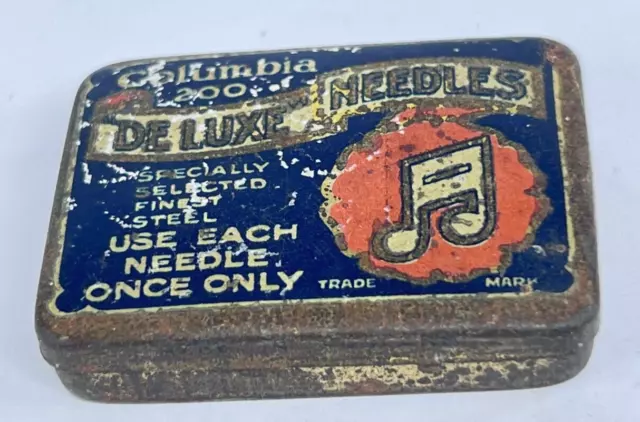 Columbia
200
"DE LUXE" NEEDLES
SPECIALLY
SELECTED
FINEST
STEEL
USE EACH
NEEDLE
ONCE ONLY
TRADE MARK